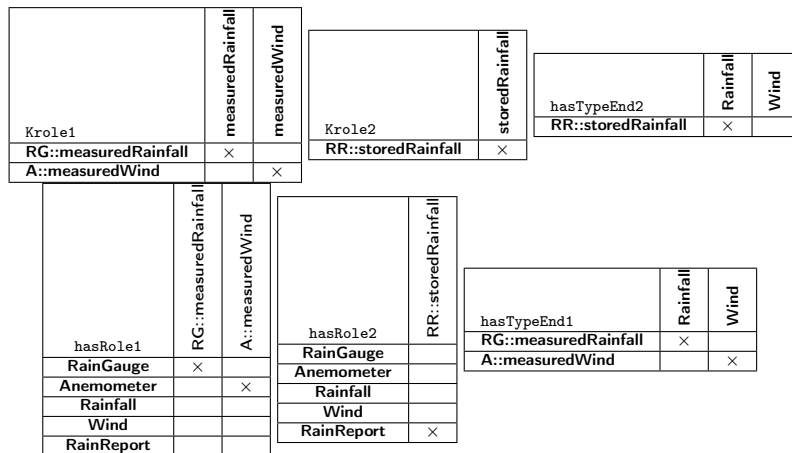 Krole1 measuredRainfall measuredWind
RG::measuredRainfall ×
A::measuredWind ×
Krole2 storedRainfall
RR::storedRainfall ×
hasTypeEnd2 Rainfall Wind
RR::storedRainfall ×
hasRole1 RG::measuredRainfall A::measuredWind
RainGauge ×
Anemometer ×
Rainfall
Wind
RainReport
hasRole2 RR::storedRainfall
RainGauge
Anemometer
Rainfall
Wind
RainReport ×
hasTypeEnd1 Rainfall Wind
RG::measuredRainfall ×
A::measuredWind ×